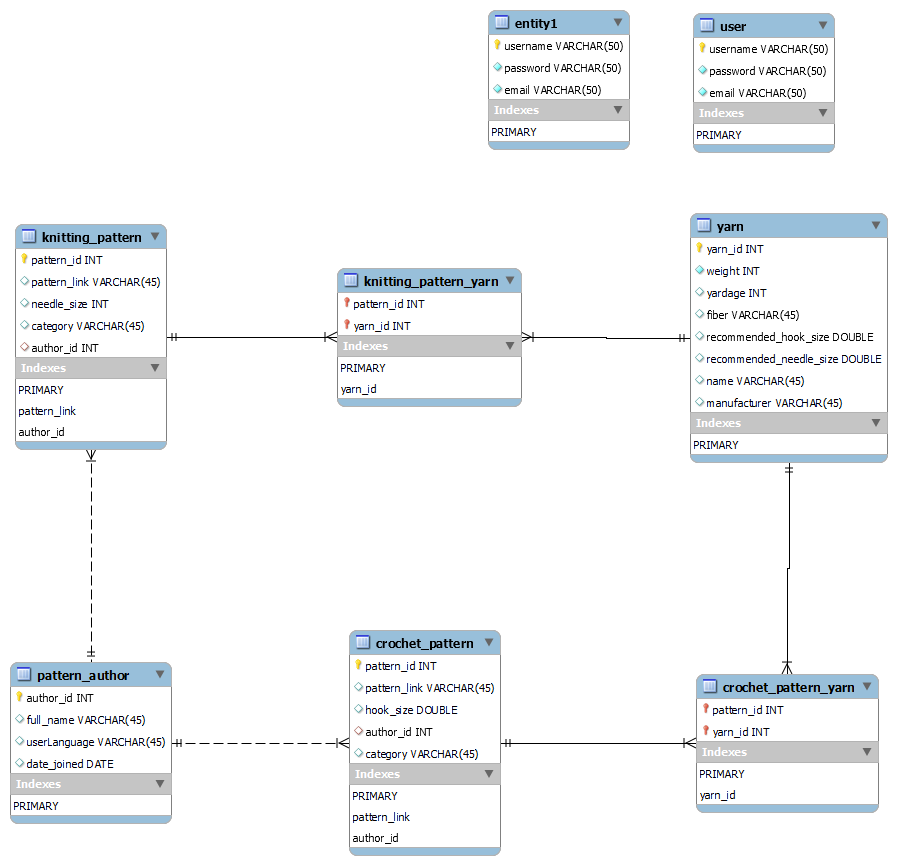 entity1
username VARCHAR(50)
password VARCHAR(50)
email VARCHAR(50)
Indexes
PRIMARY
user
username VARCHAR(50)
password VARCHAR(50)
email VARCHAR(50)
Indexes
PRIMARY
knitting_pattern
pattern_id INT
pattern_link VARCHAR(45)
needle_size INT
category VARCHAR(45)
author_id INT
Indexes
PRIMARY
pattern_link
author_id
knitting_pattern_yarn
pattern_id INT
yarn_id INT
Indexes
PRIMARY
yarn_id
yarn
yarn_id INT
weight INT
yardage INT
fiber VARCHAR(45)
recommended_hook_size DOUBLE
recommended_needle_size DOUBLE
name VARCHAR(45)
manufacturer VARCHAR(45)
Indexes
PRIMARY
pattern_author
author_id INT
full_name VARCHAR(45)
userLanguage VARCHAR(45)
date_joined DATE
Indexes
PRIMARY
crochet_pattern
pattern_id INT
pattern_link VARCHAR(45)
hook_size DOUBLE
author_id INT
category VARCHAR(45)
Indexes
PRIMARY
pattern_link
author_id
crochet_pattern_yarn
pattern_id INT
yarn_id INT
Indexes
PRIMARY
yarn_id